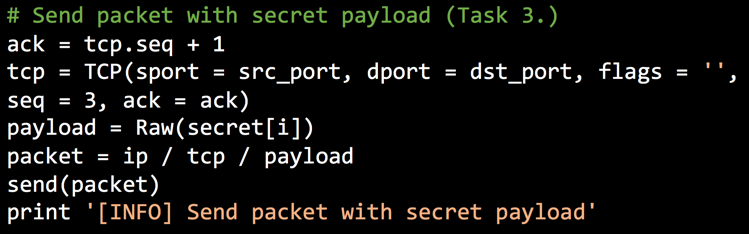 # Send packet with secret payload (Task 3.)
ack = tcp.seq + 1
tcp = TCP(sport = src_port, dport = dst_port, flags = '',
seq = 3, ack = ack)
payload = Raw(secret[i])
packet = ip / tcp / payload
send(packet)
print '[INFO] Send packet with secret payload'